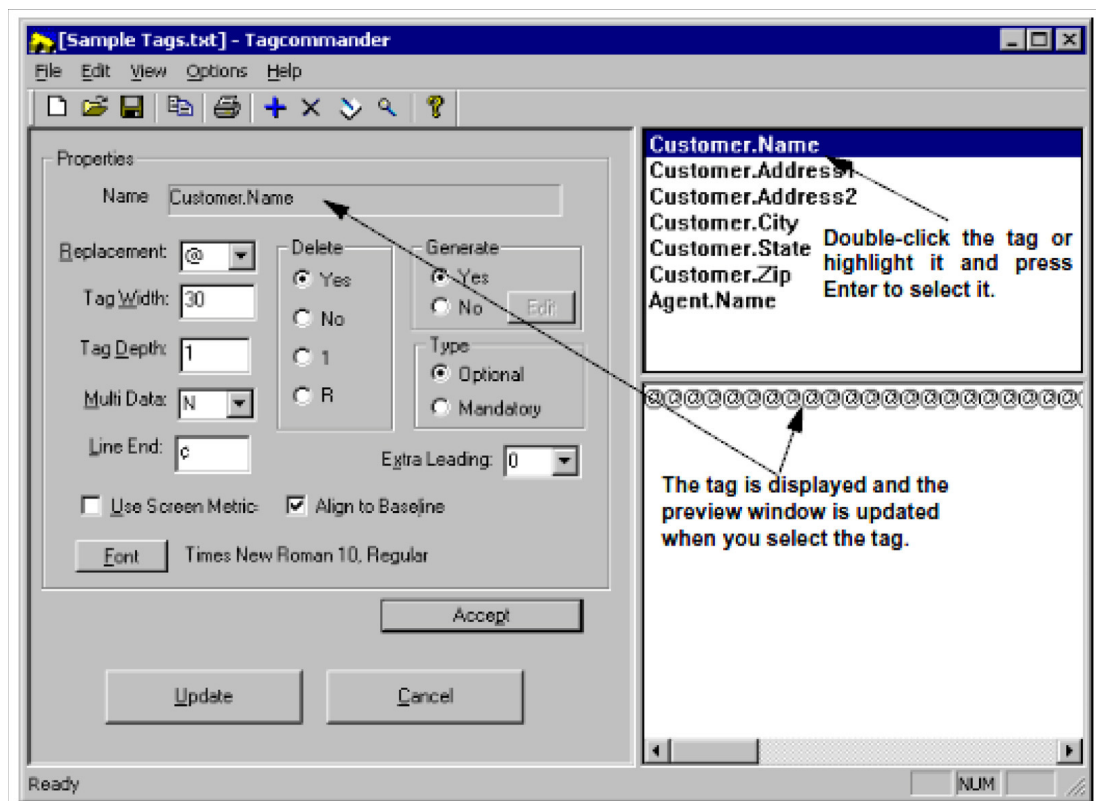 [Sample Tags.txt] - Tagcommander
File Edit View Options Help
Properties
Name Customer.Name
Replacement: @
Tag Width: 30
Tag Depth: 1
Multi Data: N
Line End: c
Delete
Yes
No
1
R
Generate
Yes
No Edit
Type
Optional
Mandatory
Extra Leading: 0
Use Screen Metric
Align to Baseline
Font Times New Roman 10, Regular
Accept
Update Cancel
Customer.Name
Customer.Address1
Customer.Address2
Customer.City
Customer.State
Customer.Zip
Agent.Name
Double-click the tag or
highlight it and press
Enter to select it.
@@@@@@@@@@@@@@@@@@@@@@
The tag is displayed and the
preview window is updated
when you select the tag.
Ready NUM